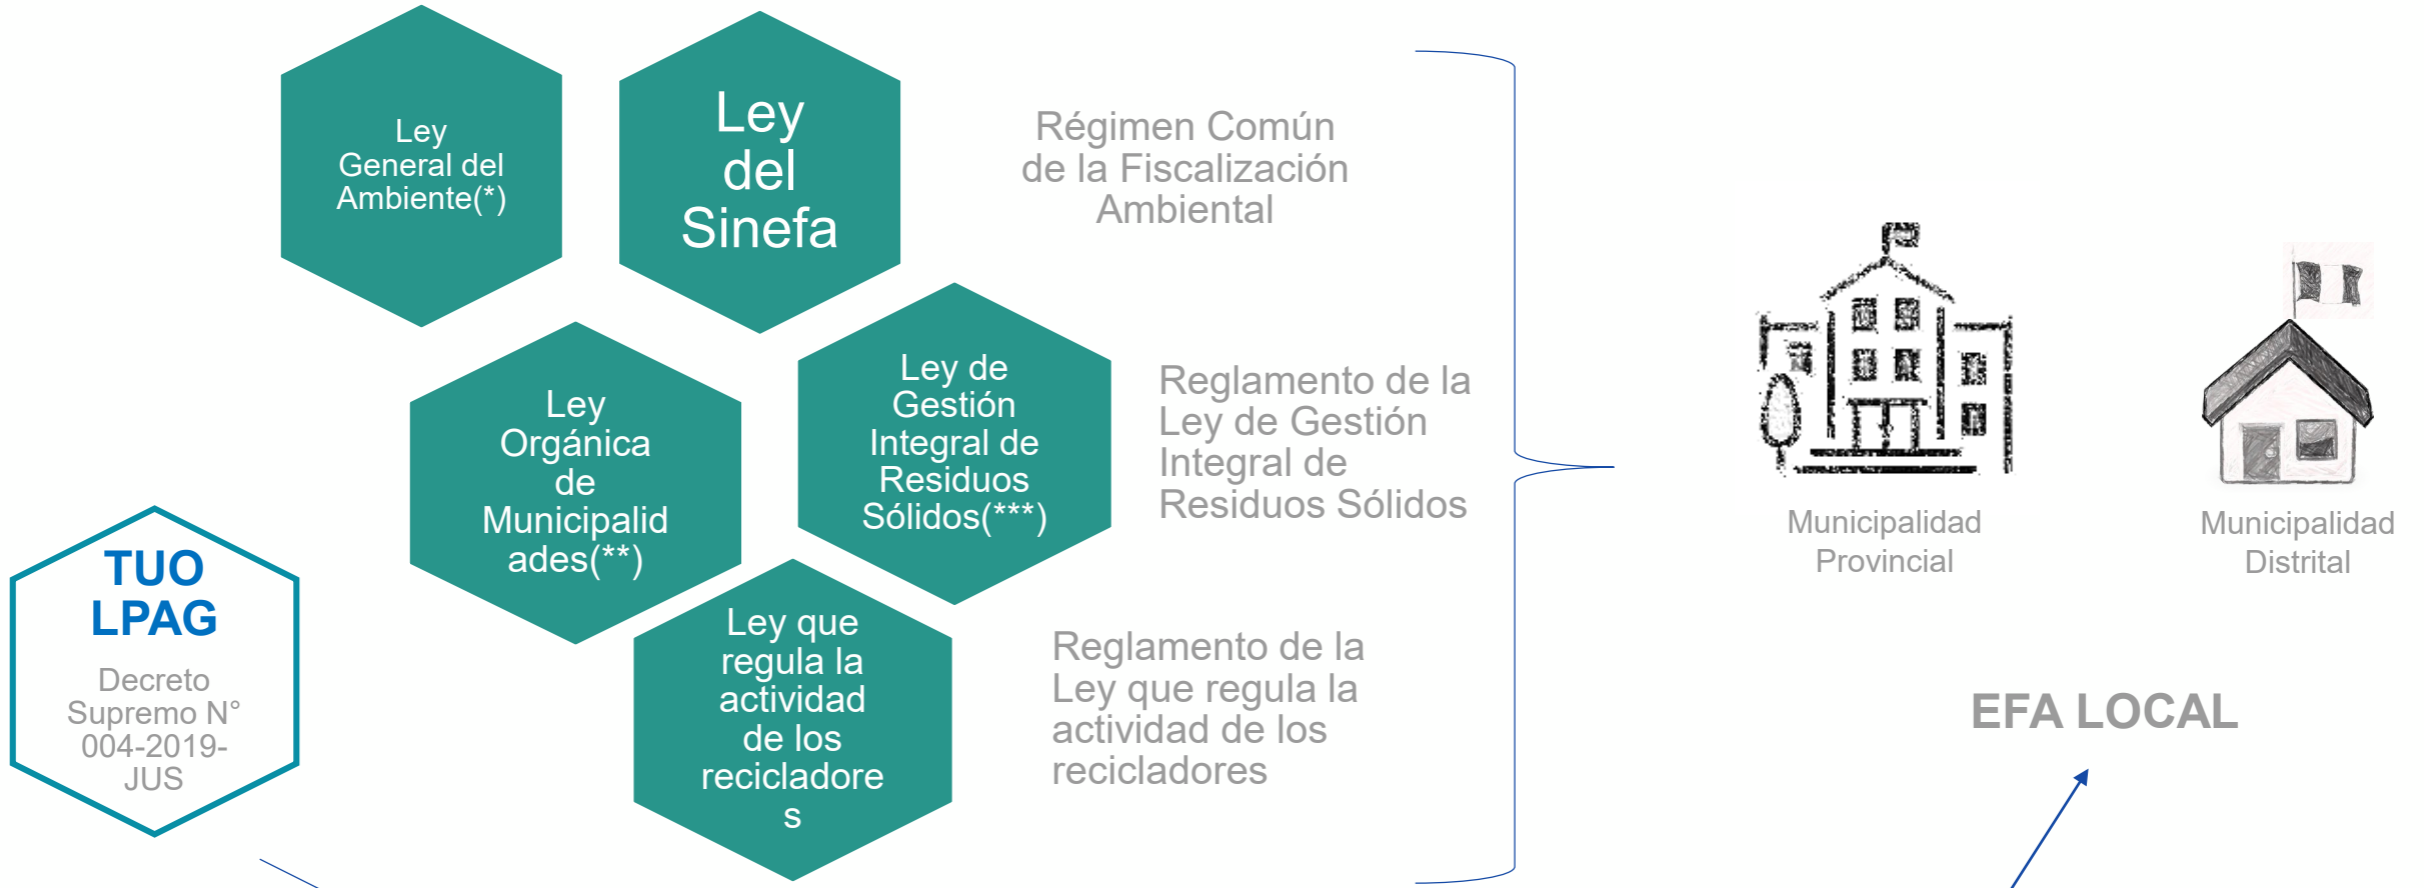 Ley
General del
Ambiente(*)
Ley
del
Sinefa
Régimen Común
de la Fiscalización
Ambiental
Ley
Orgánica
de
Municipalid
ades(**)
Ley de
Gestión
Integral de
Residuos
Sólidos(***)
Reglamento de la
Ley de Gestión
Integral de
Residuos Sólidos
TUO
LPAG
Decreto
Supremo N°
004-2019-
JUS
Ley que
regula la
actividad
de los
recicladore
s
Reglamento de la
Ley que regula la
actividad de los
recicladores
Municipalidad
Provincial
Municipalidad
Distrital
EFA LOCAL